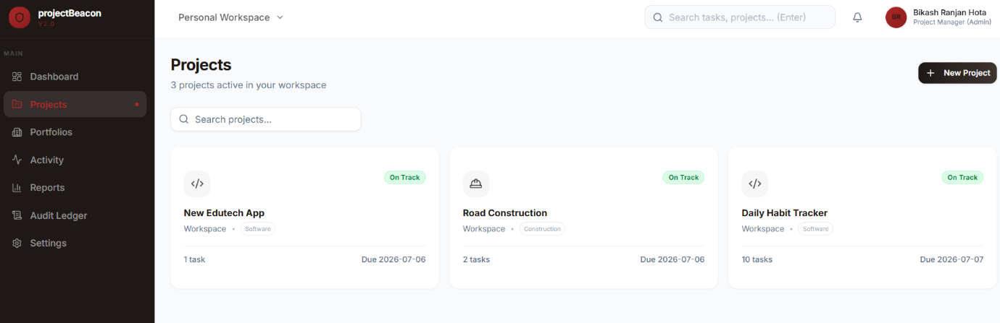 projectBeacon
V2.0
MAIN
Dashboard
Projects
Portfolios
Activity
Reports
Audit Ledger
Settings
Personal Workspace
Search tasks, projects... (Enter)
BR
Bikash Ranjan Hota
Project Manager (Admin)
Projects
3 projects active in your workspace
+ New Project
Search projects...
On Track
New Edutech App
Workspace • Software
1 task Due 2026-07-06
On Track
Road Construction
Workspace • Construction
2 tasks Due 2026-07-06
On Track
Daily Habit Tracker
Workspace • Software
10 tasks Due 2026-07-07